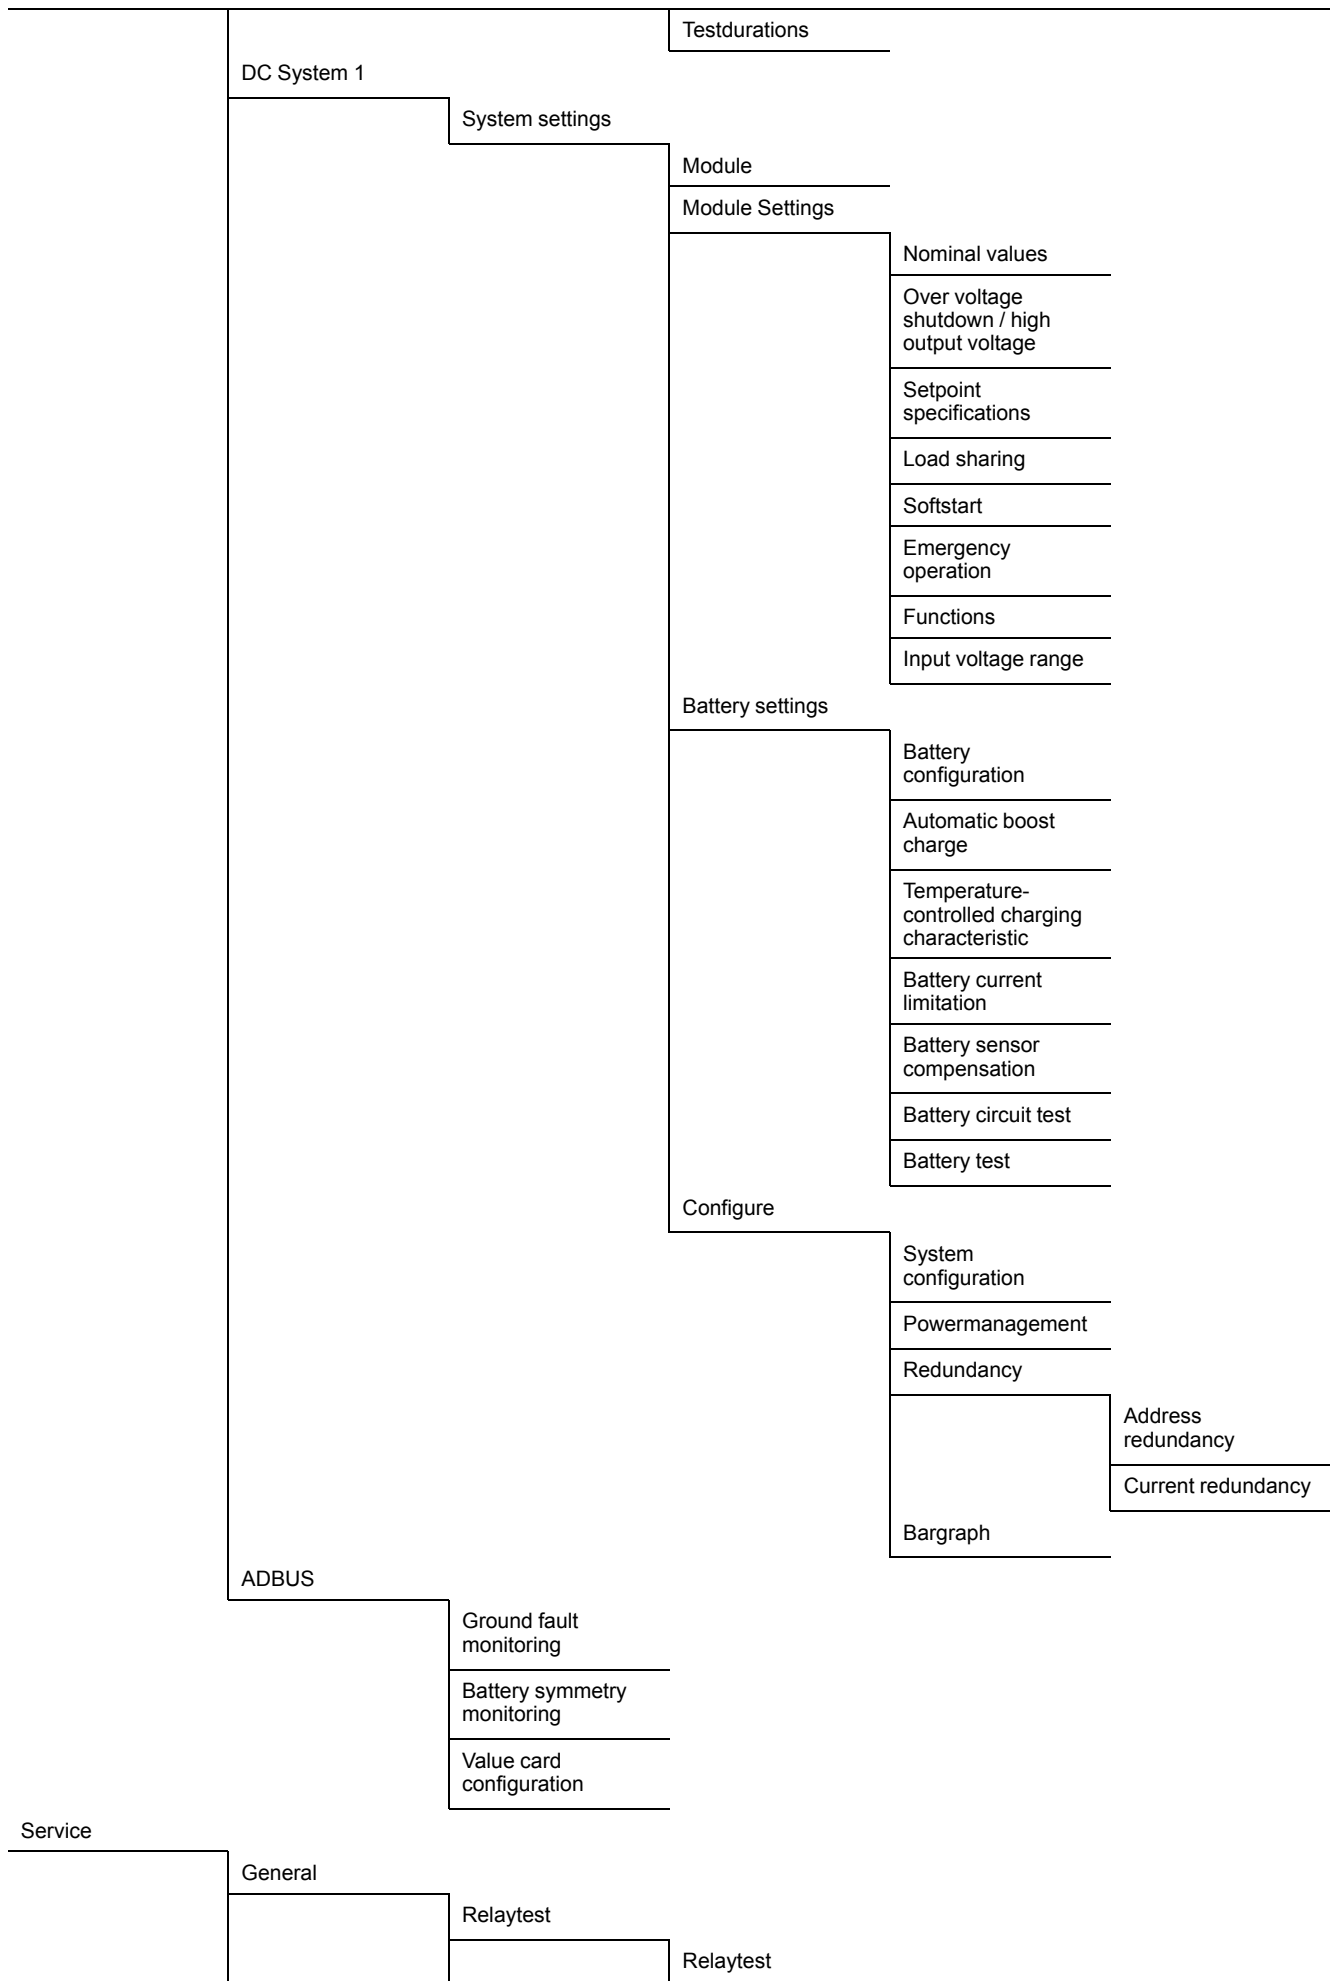 Testdurations
DC System 1
System settings
Module
Module Settings
Nominal values
Over voltage
shutdown / high
output voltage
Setpoint
specifications
Load sharing
Softstart
Emergency
operation
Functions
Input voltage range
Battery settings
Battery
configuration
Automatic boost
charge
Temperature-
controlled charging
characteristic
Battery current
limitation
Battery sensor
compensation
Battery circuit test
Battery test
Configure
System
configuration
Powermanagement
Redundancy
Address
redundancy
Current redundancy
Bargraph
ADBUS
Ground fault
monitoring
Battery symmetry
monitoring
Value card
configuration
Service
General
Relaytest
Relaytest